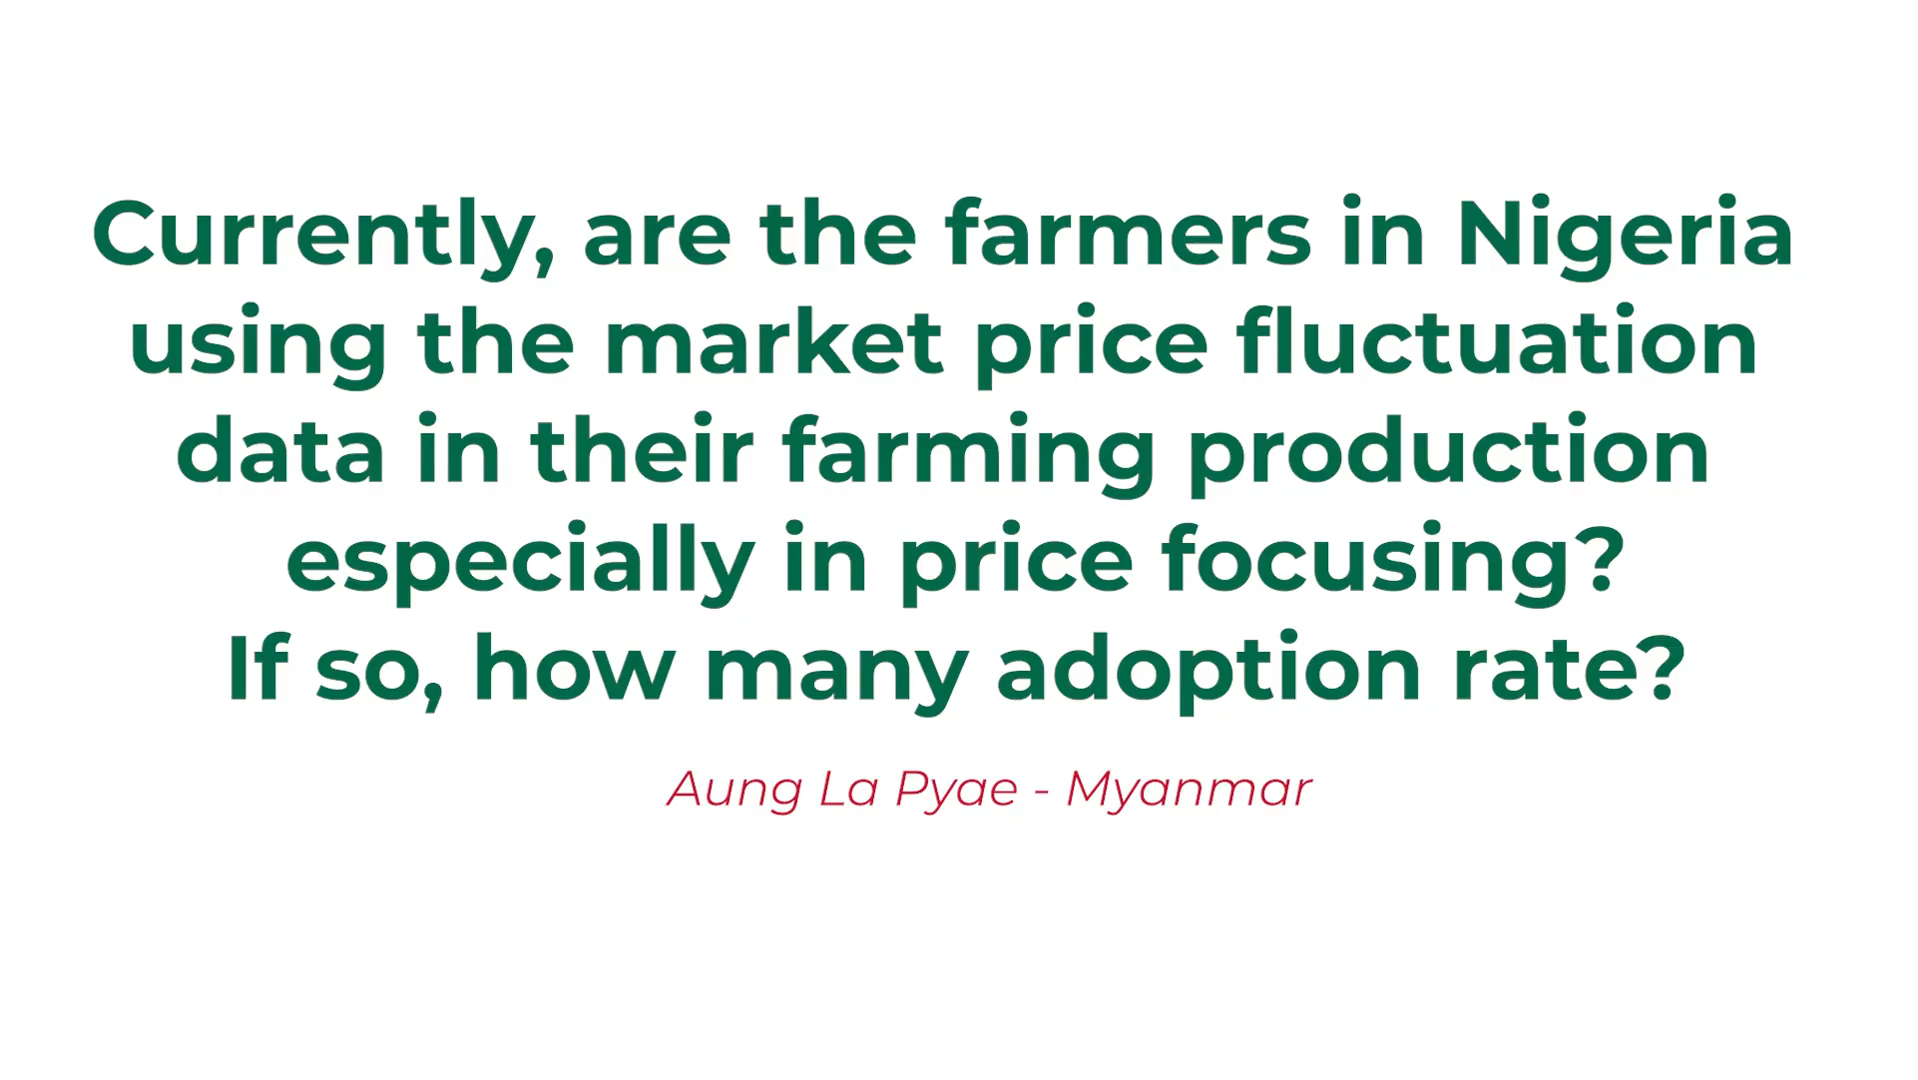 Currently, are the farmers in Nigeria
using the market price fluctuation
data in their farming production
especially in price focusing?
If so, how many adoption rate?
Aung La Pyae - Myanmar